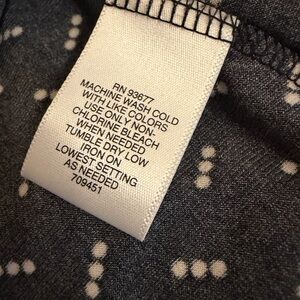 RN 93677
MACHINE WASH COLD
WITH LIKE COLORS
USE ONLY NON-
CHLORINE BLEACH
WHEN NEEDED
TUMBLE DRY LOW
IRON ON
LOWEST SETTING
AS NEEDED
709451